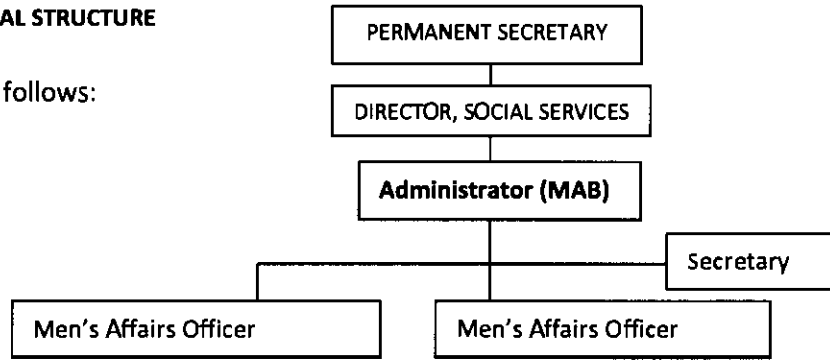 AL STRUCTURE
PERMANENT SECRETARY
follows:
DIRECTOR, SOCIAL SERVICES
Administrator (MAB)
Secretary
Men's Affairs Officer
Men's Affairs Officer